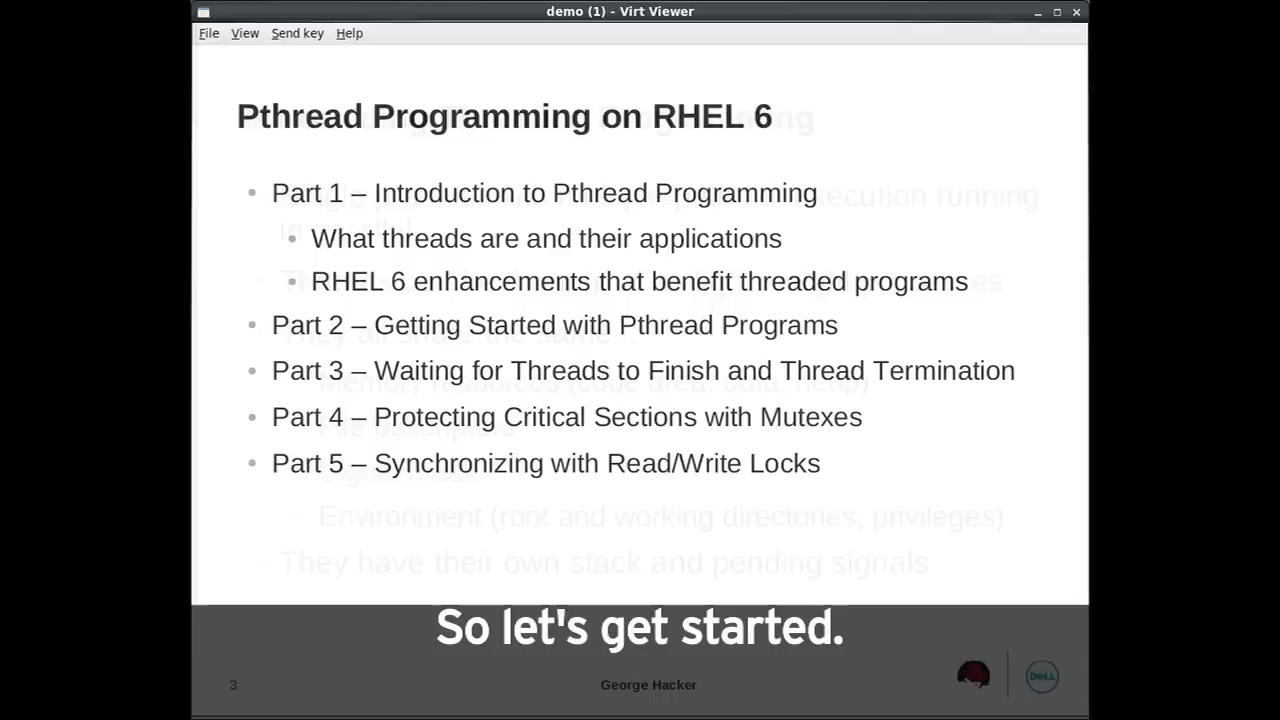 demo (1) - Virt Viewer
File View Send key Help
Pthread Programming on RHEL 6
• Part 1 – Introduction to Pthread Programming
• What threads are and their applications
• RHEL 6 enhancements that benefit threaded programs
• Part 2 – Getting Started with Pthread Programs
• Part 3 – Waiting for Threads to Finish and Thread Termination
• Part 4 – Protecting Critical Sections with Mutexes
• Part 5 – Synchronizing with Read/Write Locks
Environment (root and working directories, privileges)
They have their own stack and pending signals
So let's get started.
3 George Hacker DELL